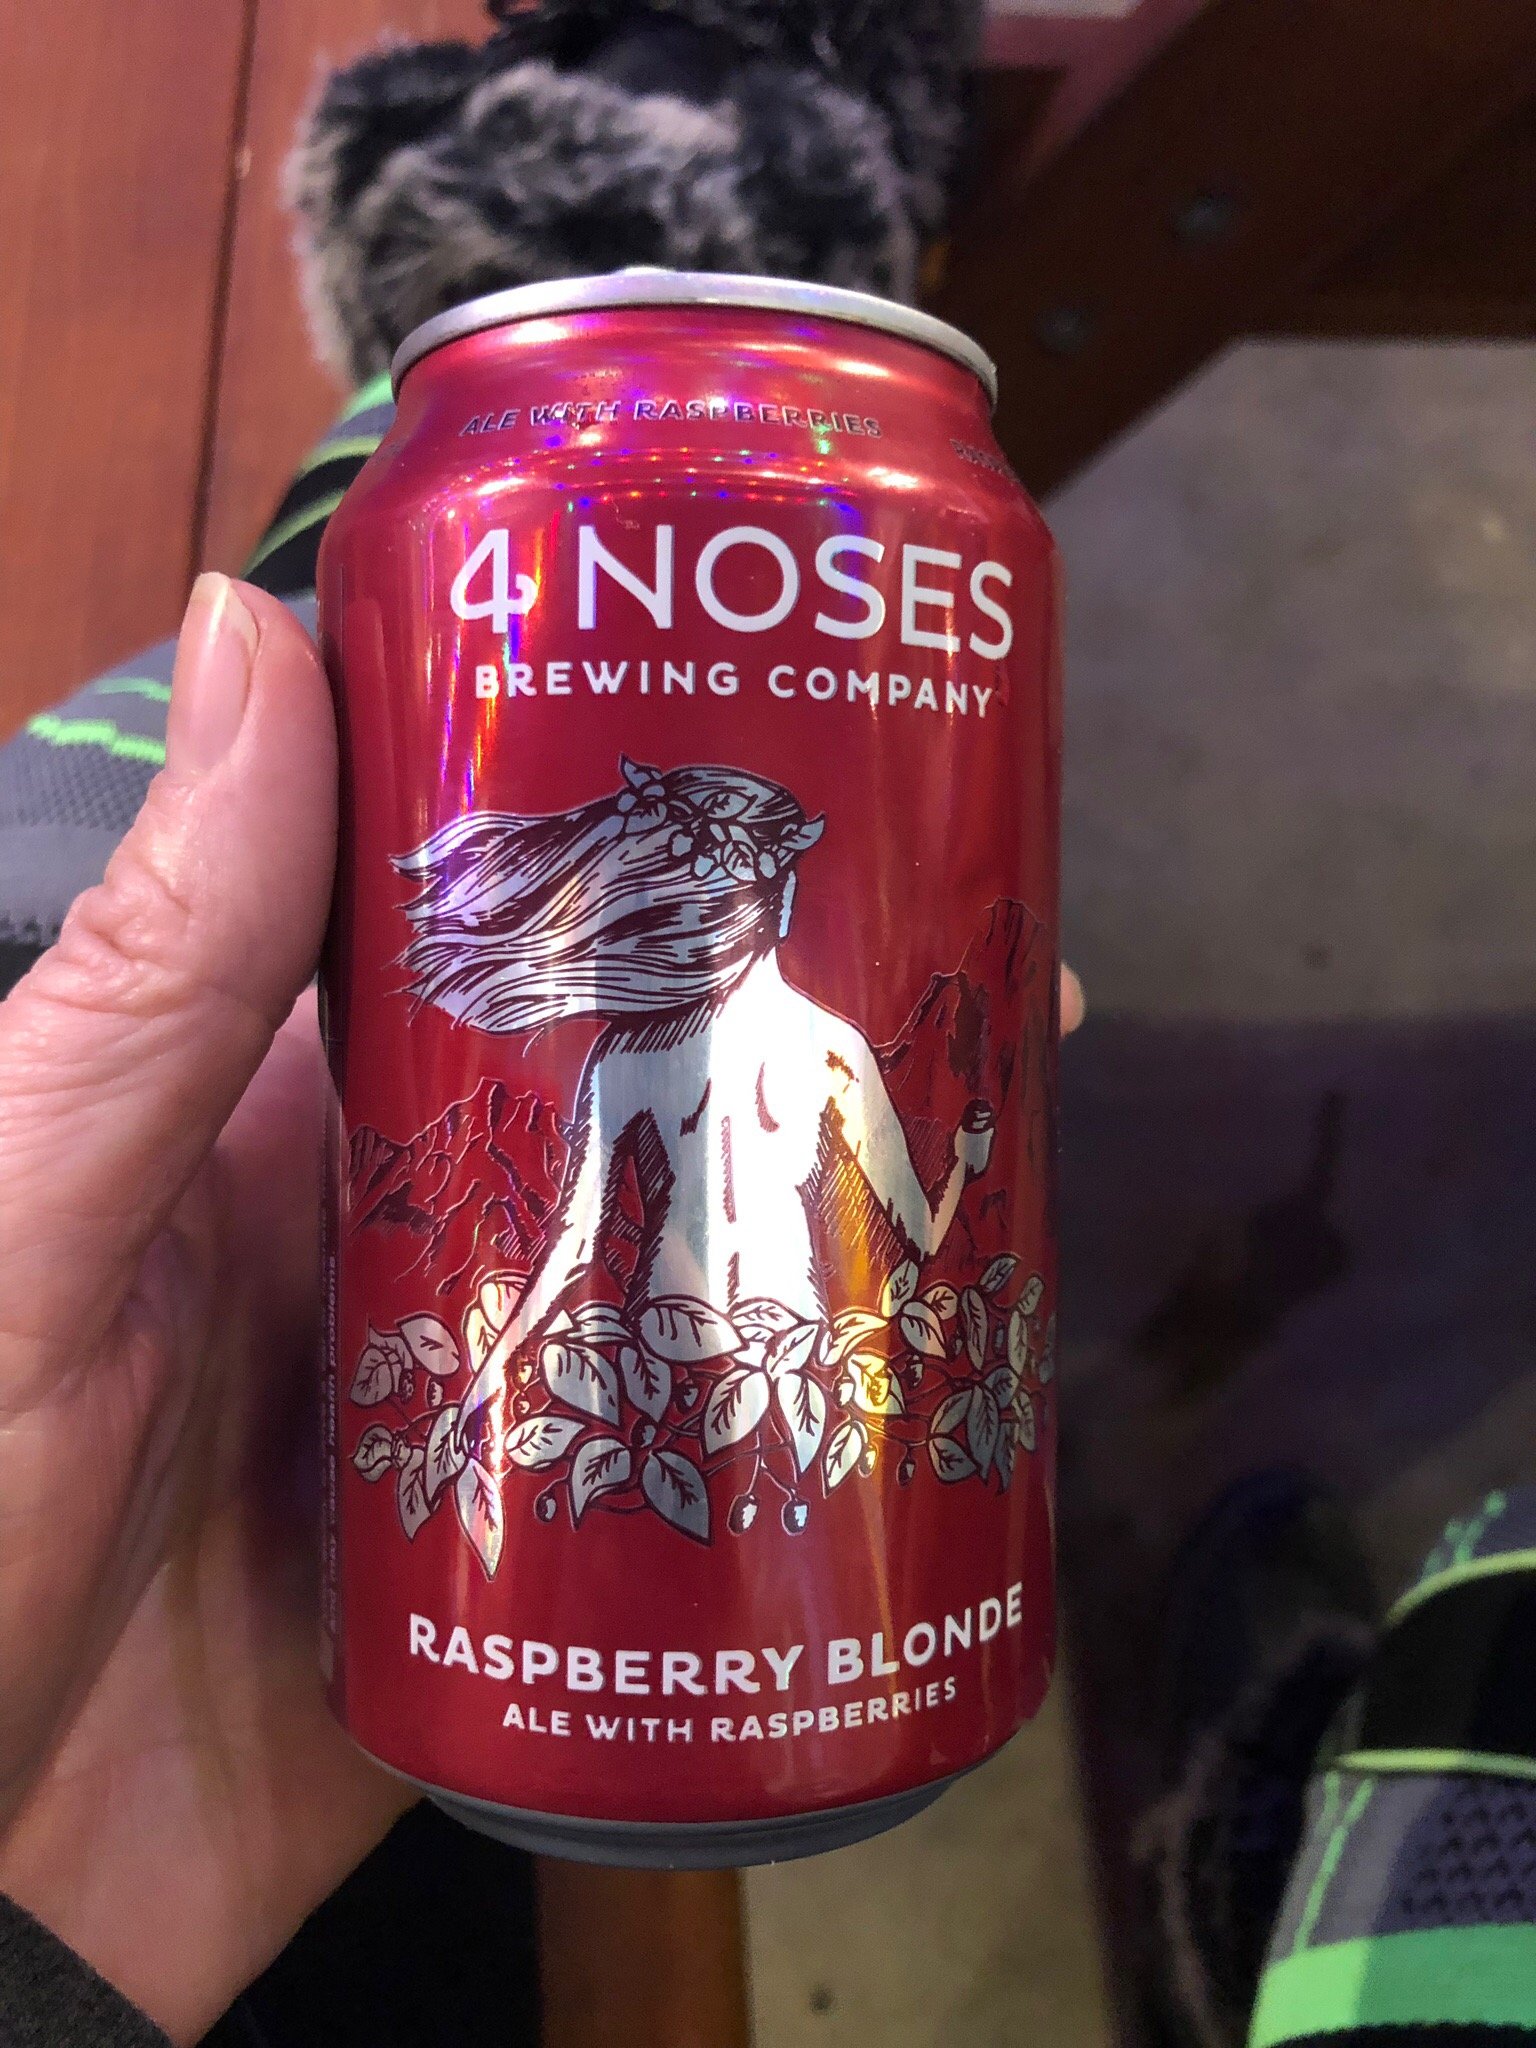 ALE WITH RASPBERRIES
4 NOSES
BREWING COMPANY
RASPBERRY BLONDE
ALE WITH RASPBERRIES